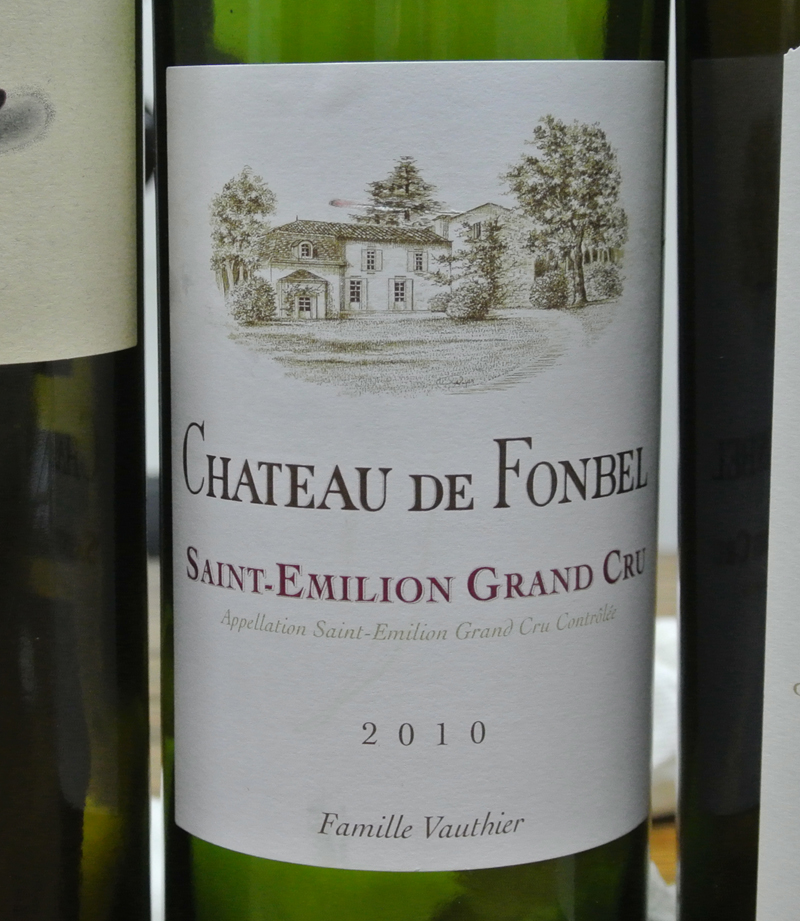 CHATEAU DE FONBEL
SAINT-EMILION GRAND CRU
Appellation Saint-Emilion Grand Cru Contrôlée
2010
Famille Vauthier